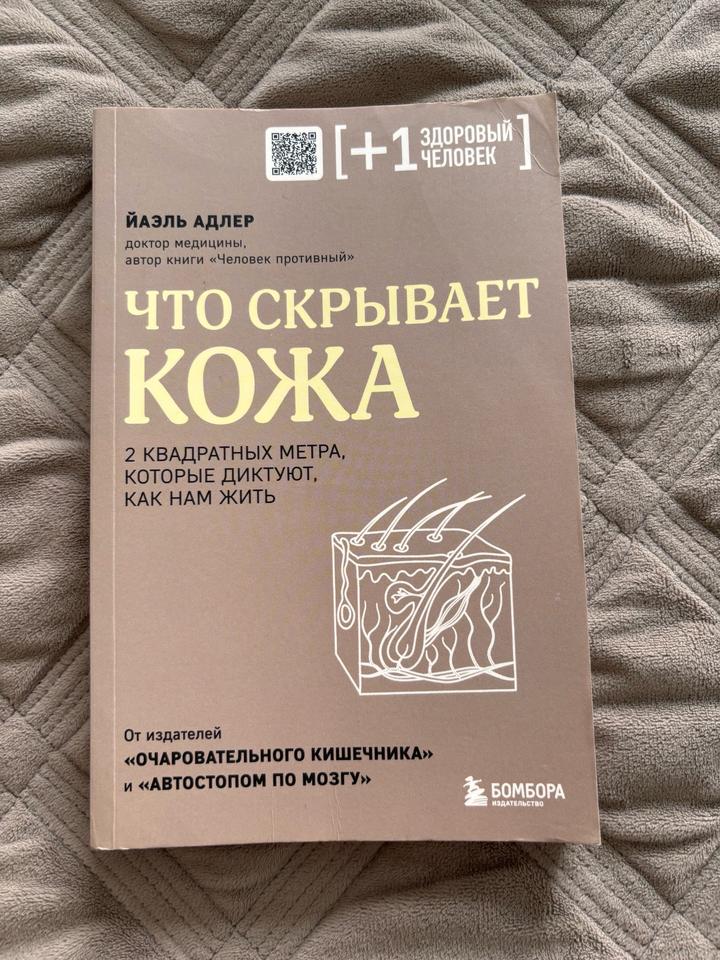 [+1 ЗДОРОВЫЙ
ЧЕЛОВЕК]
ЙАЭЛЬ АДЛЕР
доктор медицины,
автор книги «Человек противный»
ЧТО СКРЫВАЕТ
КОЖА
2 КВАДРАТНЫХ МЕТРА,
КОТОРЫЕ ДИКТУЮТ,
КАК НАМ ЖИТЬ
От издателей
«ОЧАРОВАТЕЛЬНОГО КИШЕЧНИКА»
и «АВТОСТОПОМ ПО МОЗГУ»
БОМБОРА
ИЗДАТЕЛЬСТВО